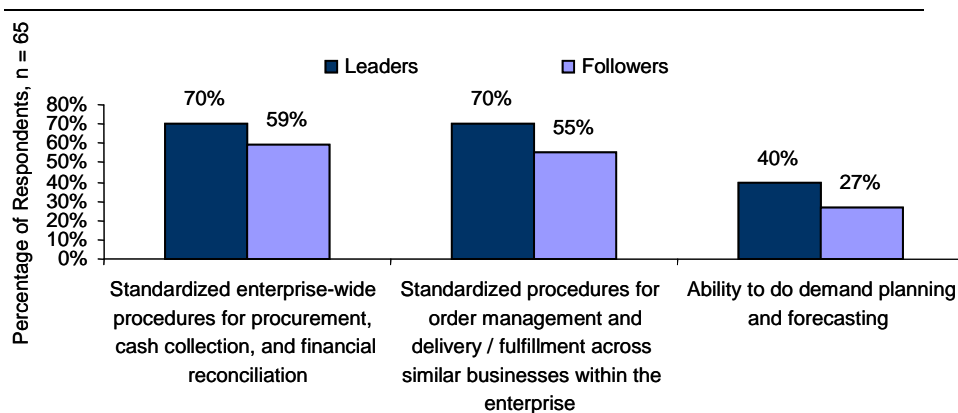 Percentage of Respondents, n = 65
Leaders
Followers
80%
70%
60%
50%
40%
30%
20%
10%
0%
70%
59%
70%
55%
40%
27%
Standardized enterprise-wide
procedures for procurement,
cash collection, and financial
reconciliation
Standardized procedures for
order management and
delivery / fulfillment across
similar businesses within the
enterprise
Ability to do demand planning
and forecasting